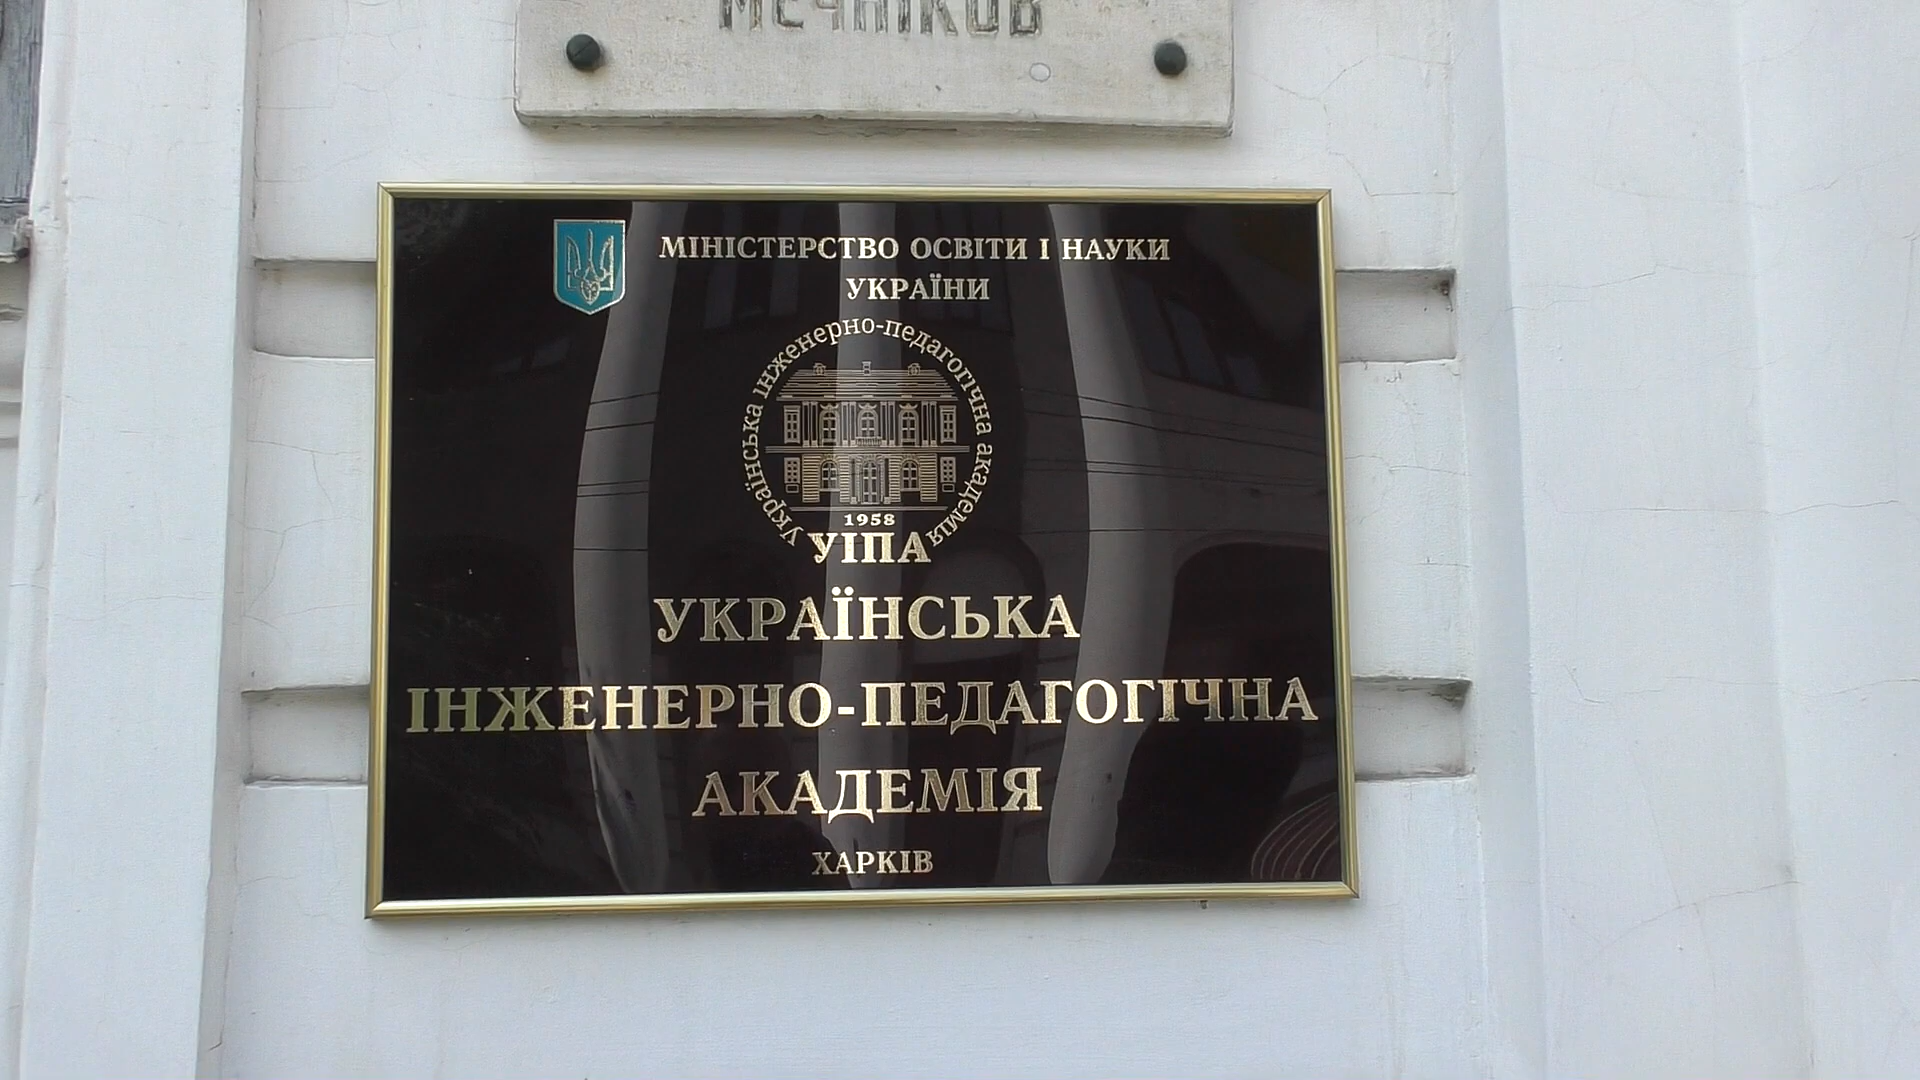 МЕЧНІКОВ
МІНІСТЕРСТВО ОСВІТИ І НАУКИ
УКРАЇНИ
Українська інженерно-педагогічна академія
1958
УІПА
УКРАЇНСЬКА
ІНЖЕНЕРНО-ПЕДАГОГІЧНА
АКАДЕМІЯ
ХАРКІВ